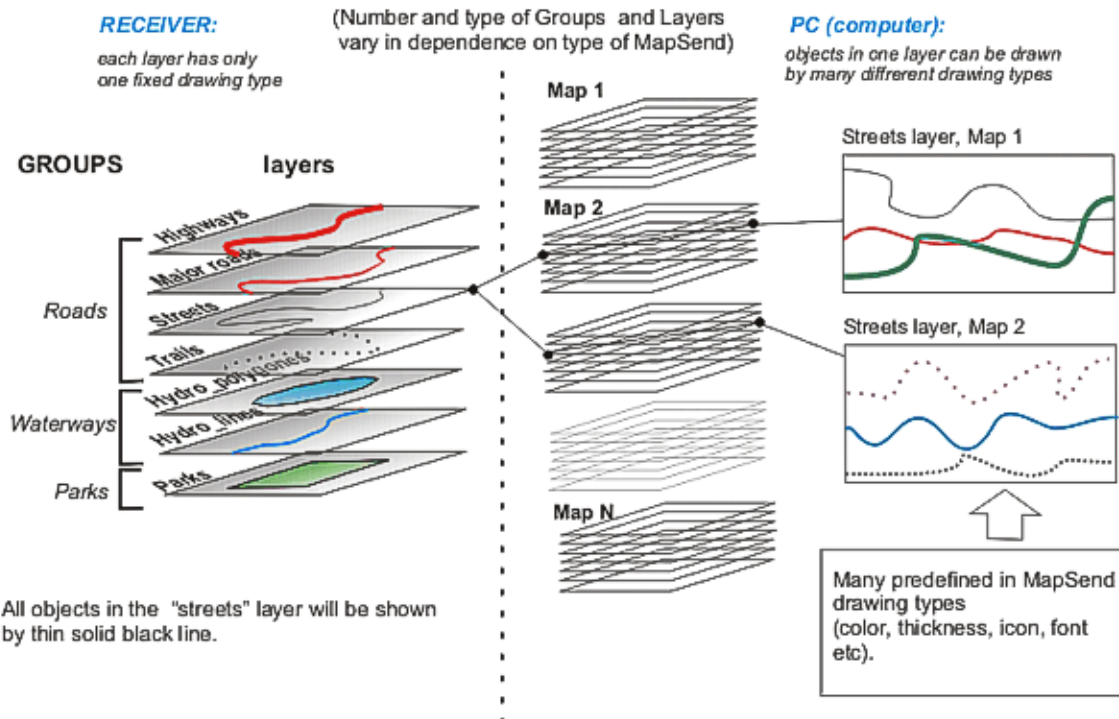 RECEIVER:
each layer has only
one fixed drawing type
(Number and type of Groups and Layers
vary in dependence on type of MapSend)
PC (computer):
objects in one layer can be drawn
by many different drawing types
GROUPS
layers
Highways
Major roads
Streets
Trails
Hydro_polygones
Hydro_lines
Parks
Roads
Waterways
Parks
All objects in the "streets" layer will be shown
by thin solid black line.
Map 1
Map 2
Map N
Streets layer, Map 1
Streets layer, Map 2
Many predefined in MapSend
drawing types
(color, thickness, icon, font
etc).